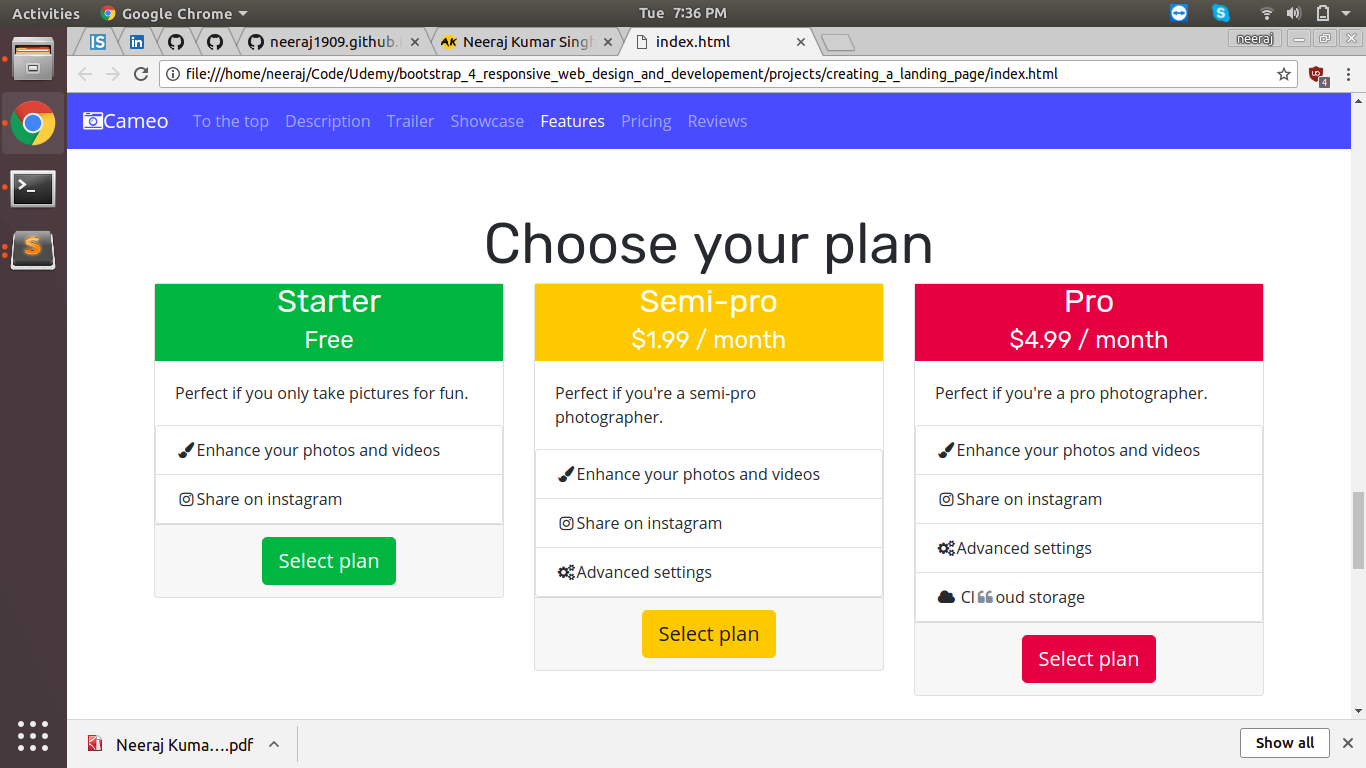 Activities Google Chrome Tue 7:36 PM
neeraj1909.github. Neeraj Kumar Singh index.html neeraj
file:///home/neeraj/Code/Udemy/bootstrap_4_responsive_web_design_and_developement/projects/creating_a_landing_page/index.html 4
Cameo To the top Description Trailer Showcase Features Pricing Reviews
Choose your plan
Starter
Free
Perfect if you only take pictures for fun.
Enhance your photos and videos
Share on instagram
Select plan
Semi-pro
$1.99 / month
Perfect if you're a semi-pro
photographer.
Enhance your photos and videos
Share on instagram
Advanced settings
Select plan
Pro
$4.99 / month
Perfect if you're a pro photographer.
Enhance your photos and videos
Share on instagram
Advanced settings
Cl❝oud storage
Select plan
Neeraj Kuma....pdf Show all